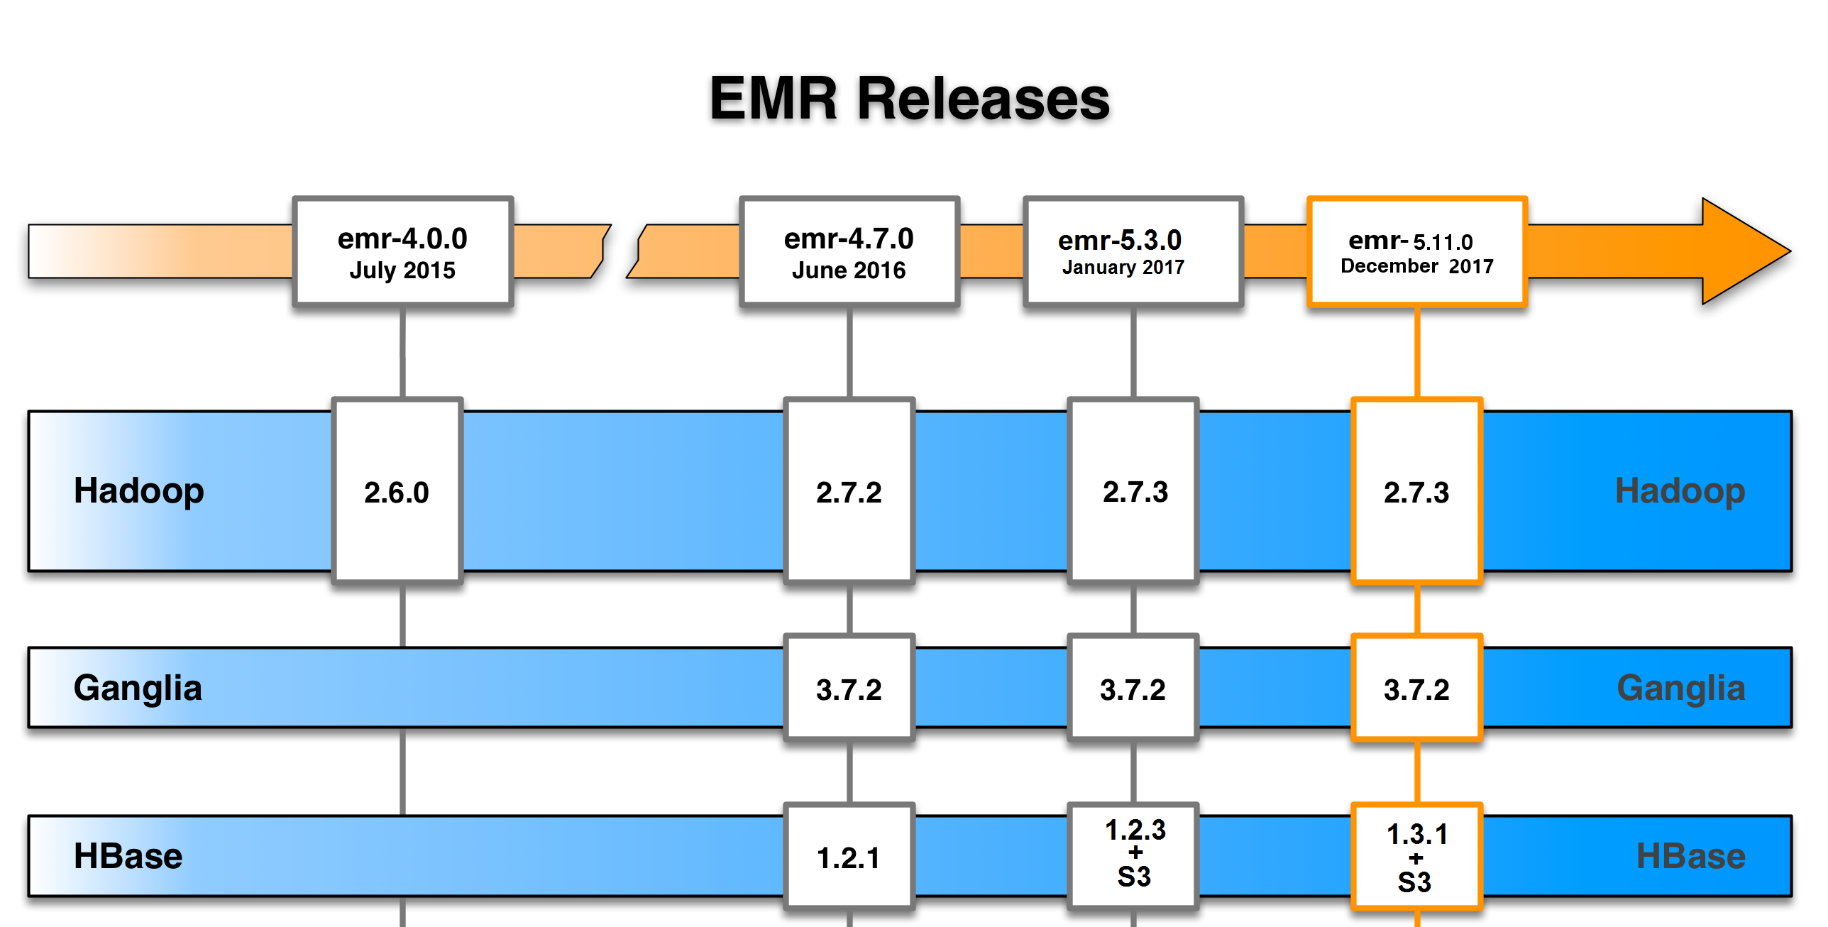 EMR Releases
emr-4.0.0
July 2015
emr-4.7.0
June 2016
emr-5.3.0
January 2017
emr- 5.11.0
December 2017
Hadoop
2.6.0
2.7.2
2.7.3
2.7.3
Hadoop
Ganglia
3.7.2
3.7.2
3.7.2
Ganglia
HBase
1.2.1
1.2.3
+
S3
1.3.1
+
S3
HBase